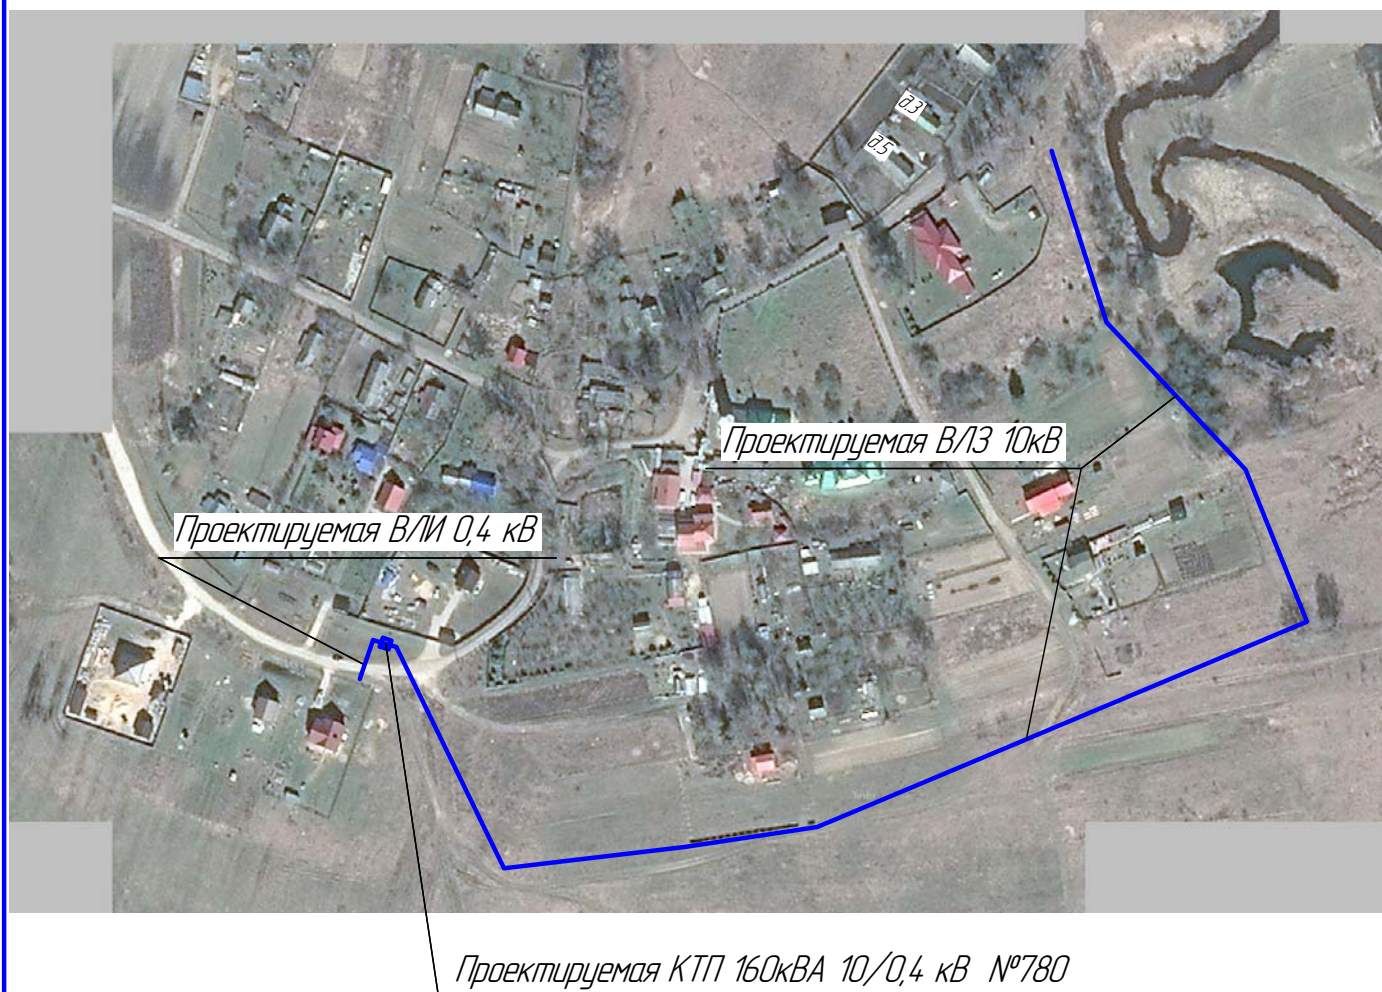 д.3
д.5
Проектируемая ВЛЗ 10кВ
Проектируемая ВЛИ 0,4 кВ
Проектируемая КТП 160кВА 10/0,4 кВ №780